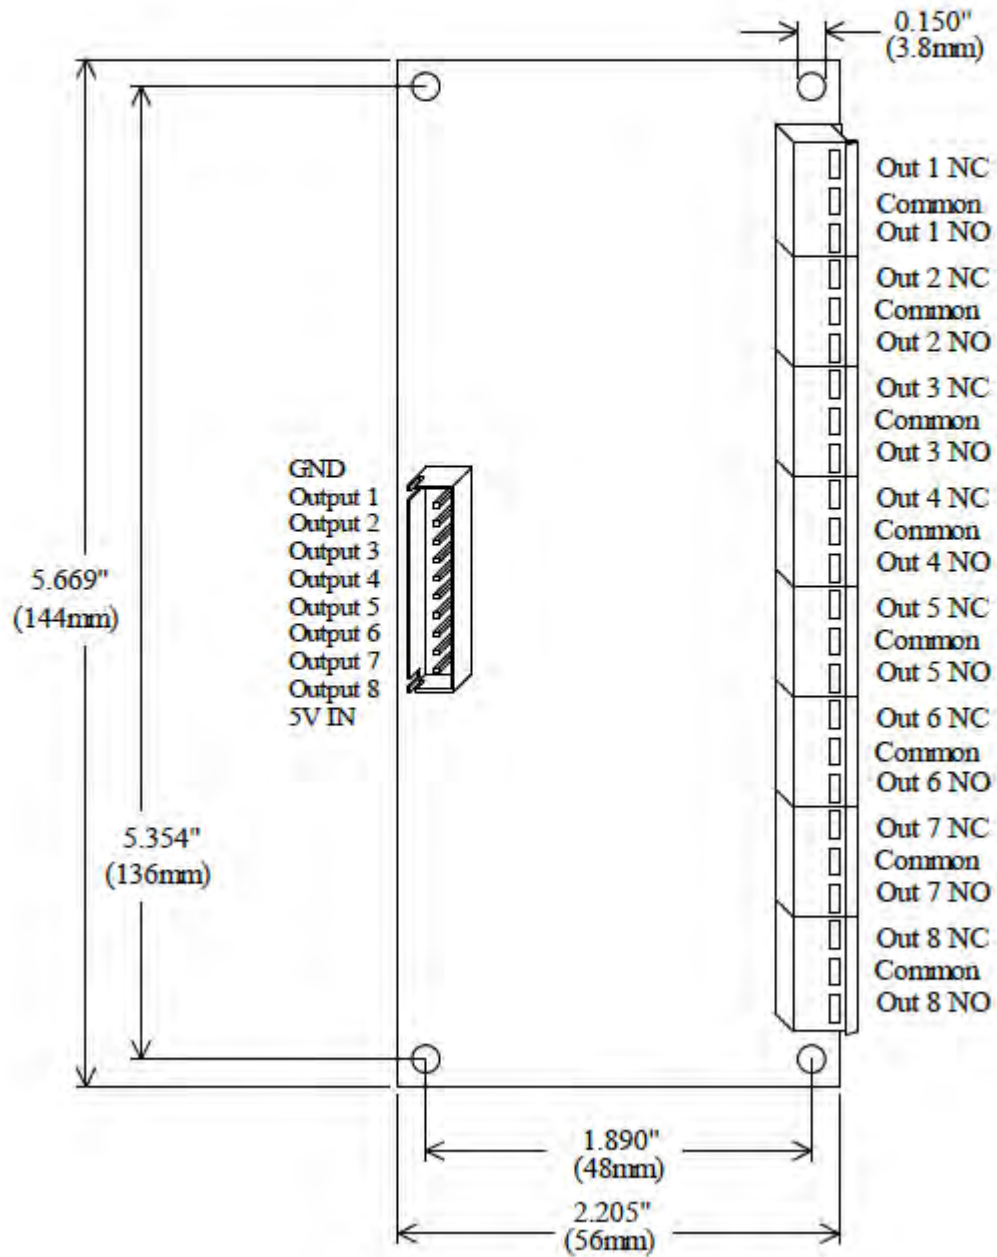 0.150"
(3.8mm)
Out 1 NC
Common
Out 1 NO
Out 2 NC
Common
Out 2 NO
Out 3 NC
Common
Out 3 NO
Out 4 NC
Common
Out 4 NO
Out 5 NC
Common
Out 5 NO
Out 6 NC
Common
Out 6 NO
Out 7 NC
Common
Out 7 NO
Out 8 NC
Common
Out 8 NO
GND
Output 1
Output 2
Output 3
Output 4
Output 5
Output 6
Output 7
Output 8
5V IN
5.669"
(144mm)
5.354"
(136mm)
1.890"
(48mm)
2.205"
(56mm)